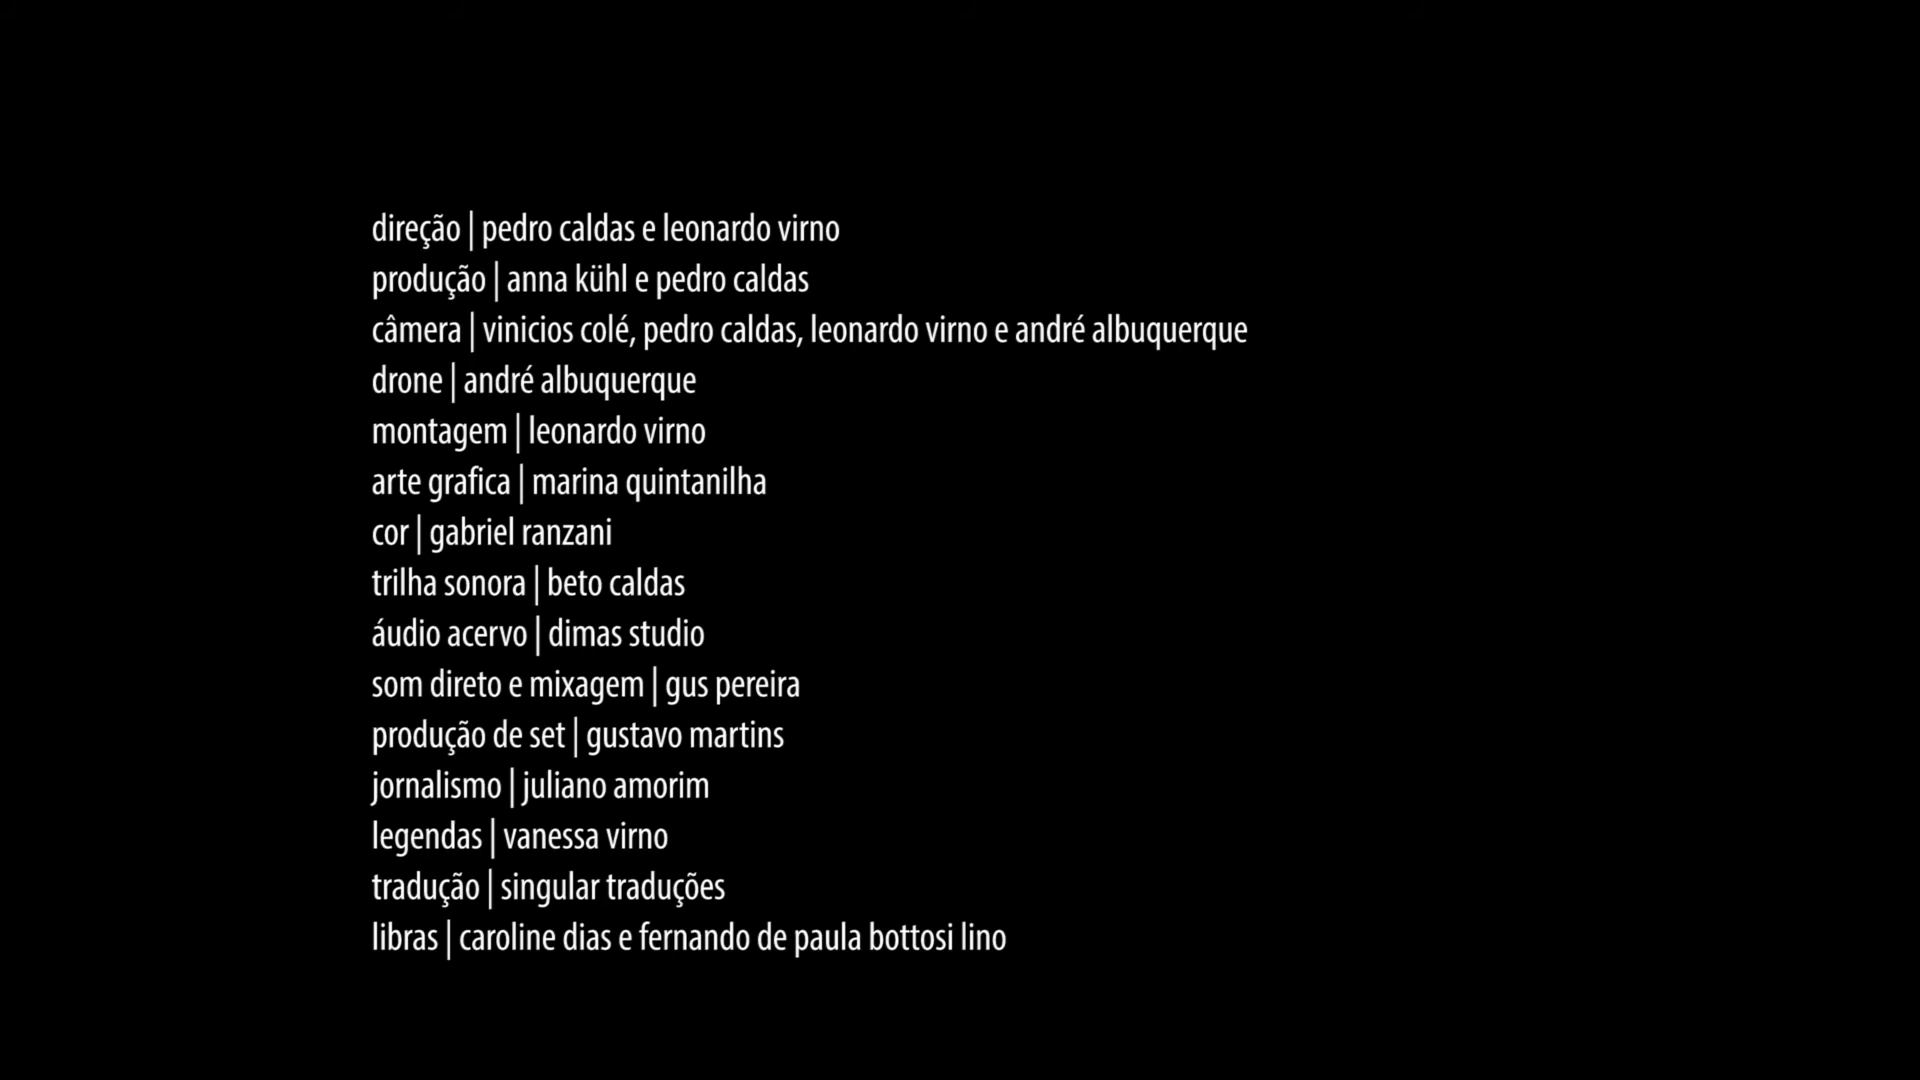 direção | pedro caldas e leonardo virno
produção | anna kühl e pedro caldas
câmera | vinicios colé, pedro caldas, leonardo virno e andré albuquerque
drone | andré albuquerque
montagem | leonardo virno
arte grafica | marina quintanilha
cor | gabriel ranzani
trilha sonora | beto caldas
áudio acervo | dimas studio
som direto e mixagem | gus pereira
produção de set | gustavo martins
jornalismo | juliano amorim
legendas | vanessa virno
tradução | singular traduções
libras | caroline dias e fernando de paula bottosi lino